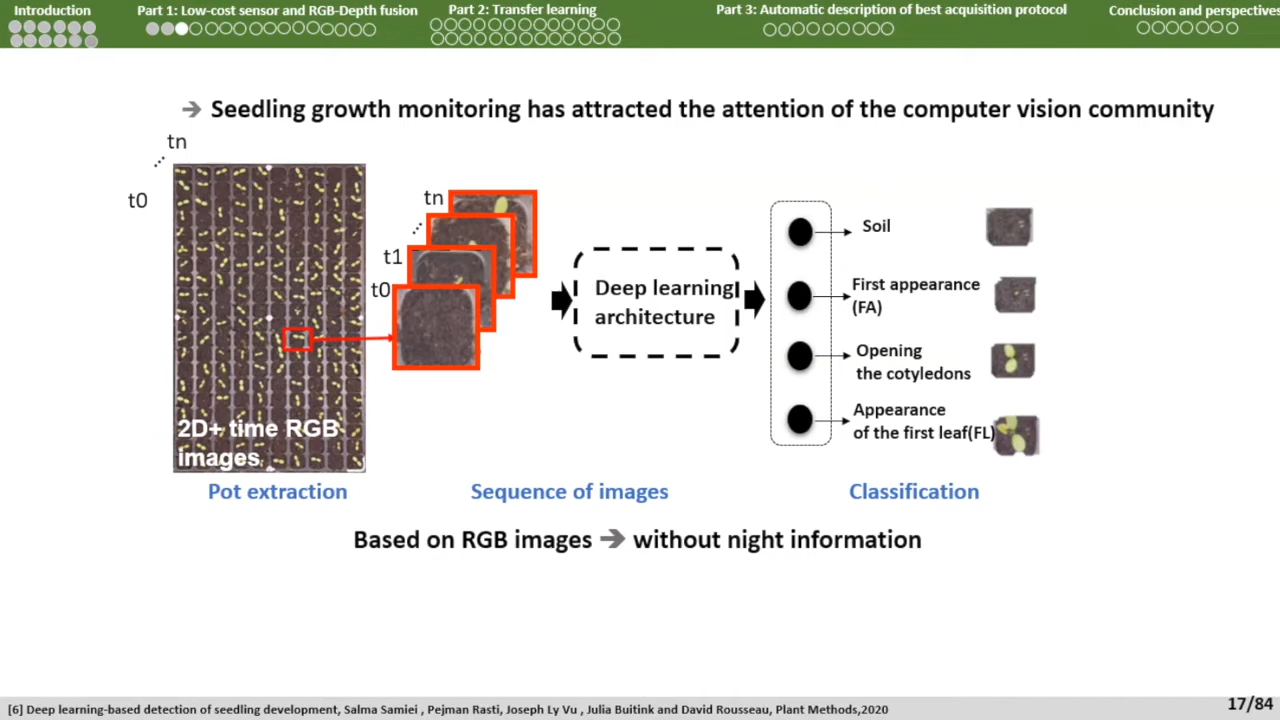 Introduction
Part 1: Low-cost sensor and RGB-Depth fusion
Part 2: Transfer learning
Part 3: Automatic description of best acquisition protocol
Conclusion and perspectives
→ Seedling growth monitoring has attracted the attention of the computer vision community
tn
t0
2D+ time RGB
images
tn
t1
t0
Deep learning
architecture
Soil
First appearance
(FA)
Opening
the cotyledons
Appearance
of the first leaf(FL)
Pot extraction
Sequence of images
Classification
Based on RGB images → without night information
[6] Deep learning-based detection of seedling development, Salma Samiei , Pejman Rasti, Joseph Ly Vu , Julia Buitink and David Rousseau, Plant Methods,2020
17/84